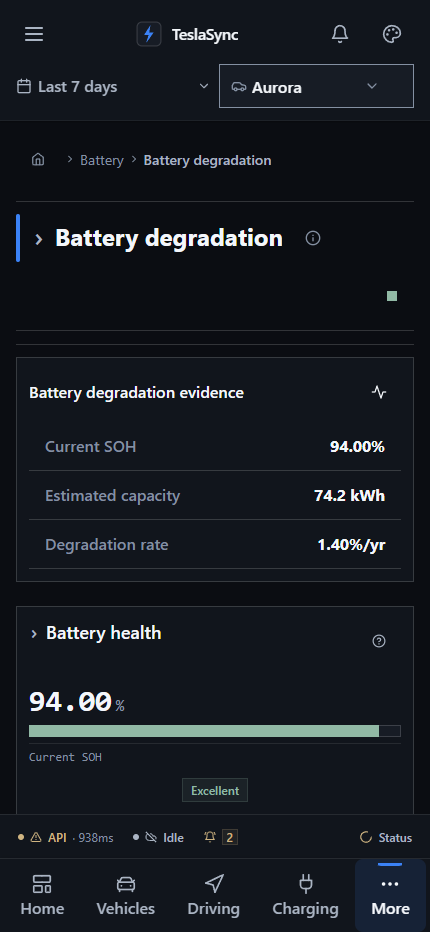 TeslaSync
Last 7 days
Aurora
Battery
Battery degradation
Battery degradation
Battery degradation evidence
Current SOH 94.00%
Estimated capacity 74.2 kWh
Degradation rate 1.40%/yr
Battery health
94.00 %
Current SOH
Excellent
API · 938ms Idle 2 Status
Home Vehicles Driving Charging More